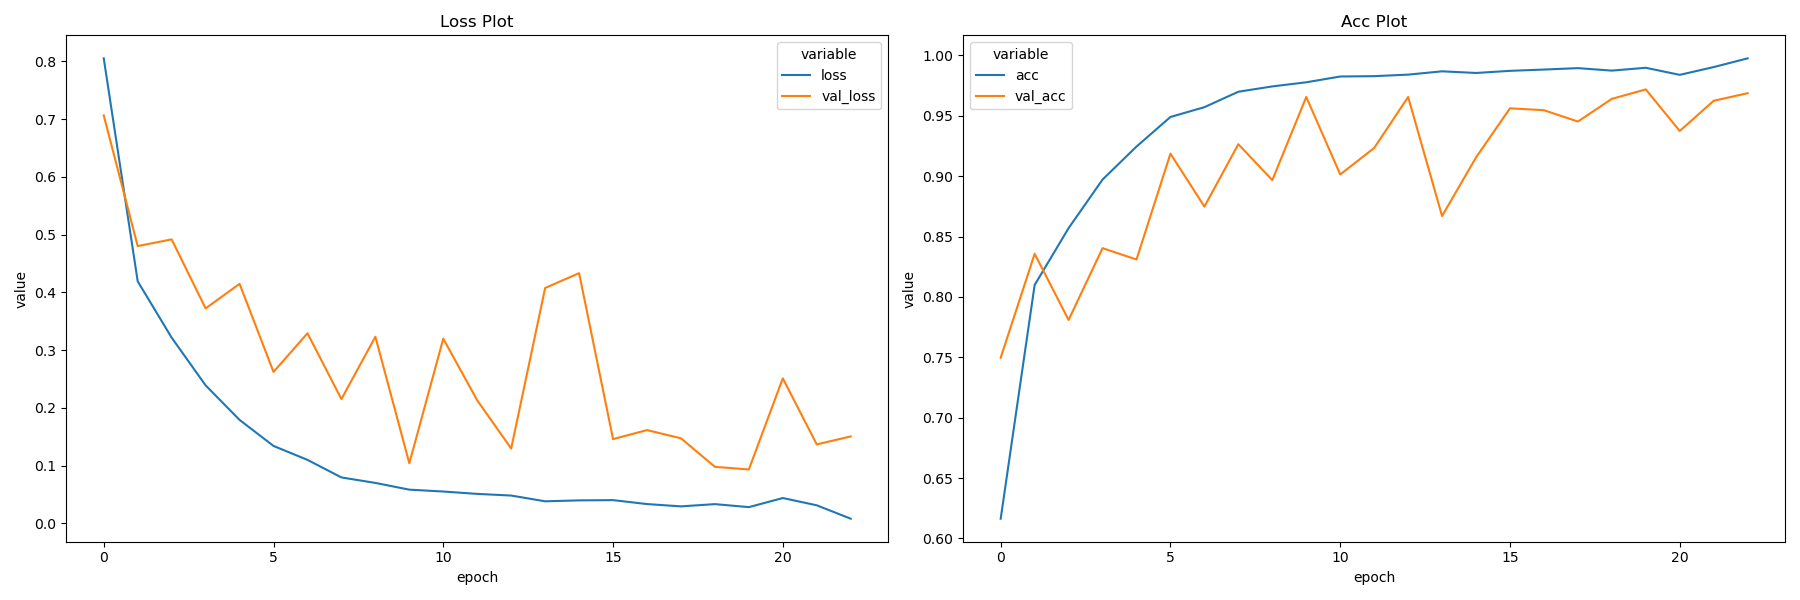 Loss Plot
variable
loss
val_loss
0.8
0.7
0.6
0.5
0.4
0.3
0.2
0.1
0.0
value
0 5 10 15 20
epoch
Acc Plot
variable
acc
val_acc
1.00
0.95
0.90
0.85
0.80
0.75
0.70
0.65
0.60
value
0 5 10 15 20
epoch